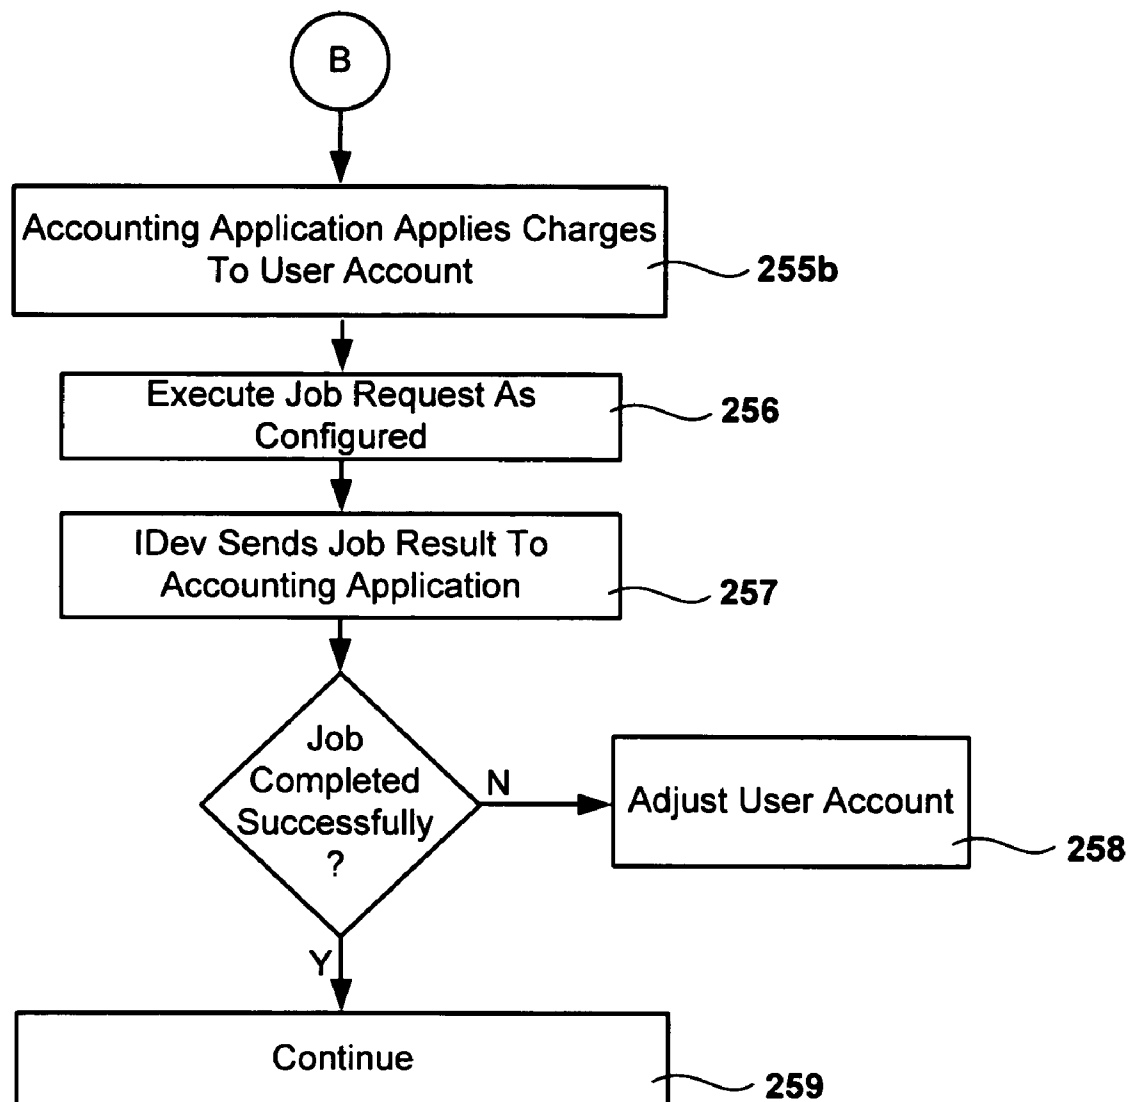 B
Accounting Application Applies Charges
To User Account
255b
Execute Job Request As
Configured
256
IDev Sends Job Result To
Accounting Application
257
Job
Completed
Successfully
?
N
Adjust User Account
258
Y
Continue
259